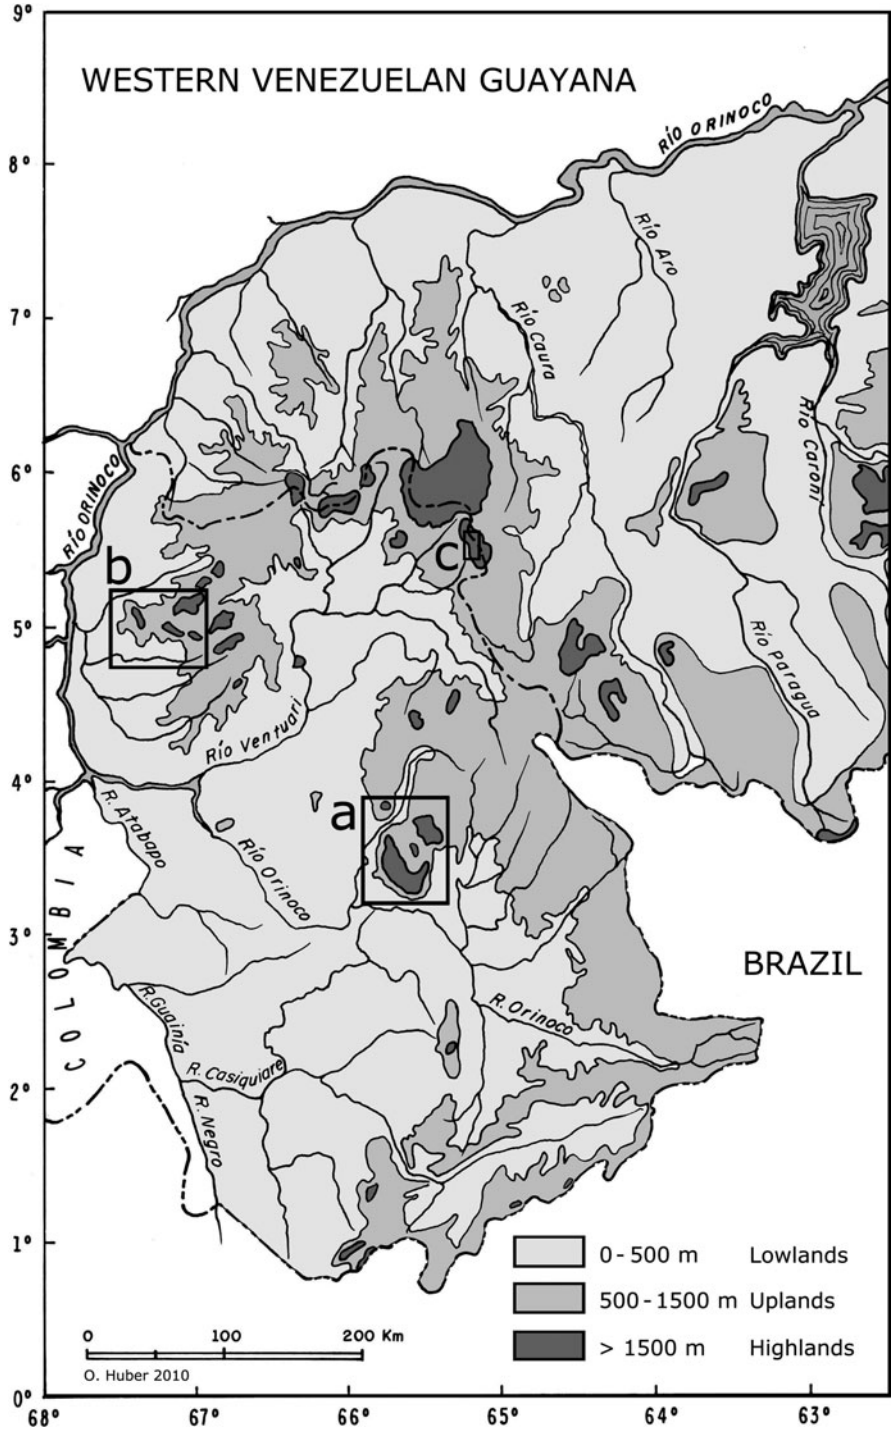 9°
WESTERN VENEZUELAN GUAYANA
RÍO ORINOCO
8°
Río Aro
7°
Río Caura
Río Caroní
6°
RÍO ORINOCO
c
b
5°
Río Paragua
Río Ventuari
4°
a
R. Atabapo
Río Orinoco
COLOMBIA
3°
BRAZIL
R. Guainía
R. Orinoco
R. Casiquiare
2°
R. Negro
1°
0-500 m Lowlands
500-1500 m Uplands
> 1500 m Highlands
0 100 200 Km
O. Huber 2010
0°
68° 67° 66° 65° 64° 63°